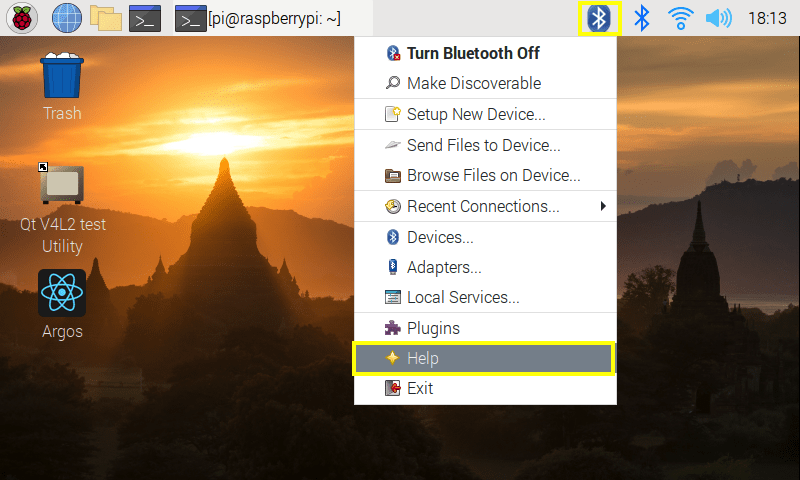 [pi@raspberrypi: ~]
18:13
Trash
Qt V4L2 test
Utility
Argos
Turn Bluetooth Off
Make Discoverable
Setup New Device...
Send Files to Device...
Browse Files on Device...
Recent Connections...
Devices...
Adapters...
Local Services...
Plugins
Help
Exit